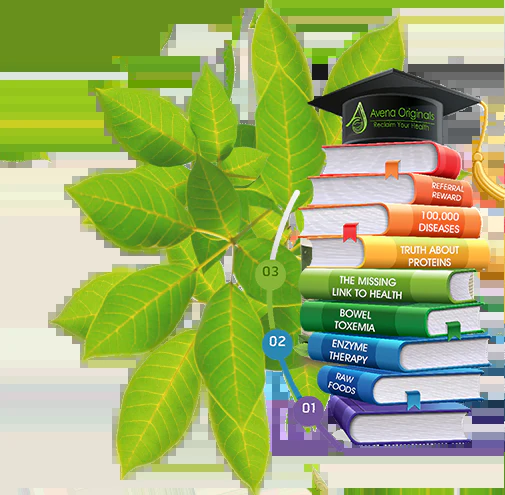 Avena Originals
Reclaim Your Health
REFERRAL
REWARD
100,000
DISEASES
TRUTH ABOUT
PROTEINS
THE MISSING
LINK TO HEALTH
BOWEL
TOXEMIA
ENZYME
THERAPY
RAW
FOODS
03
02
01